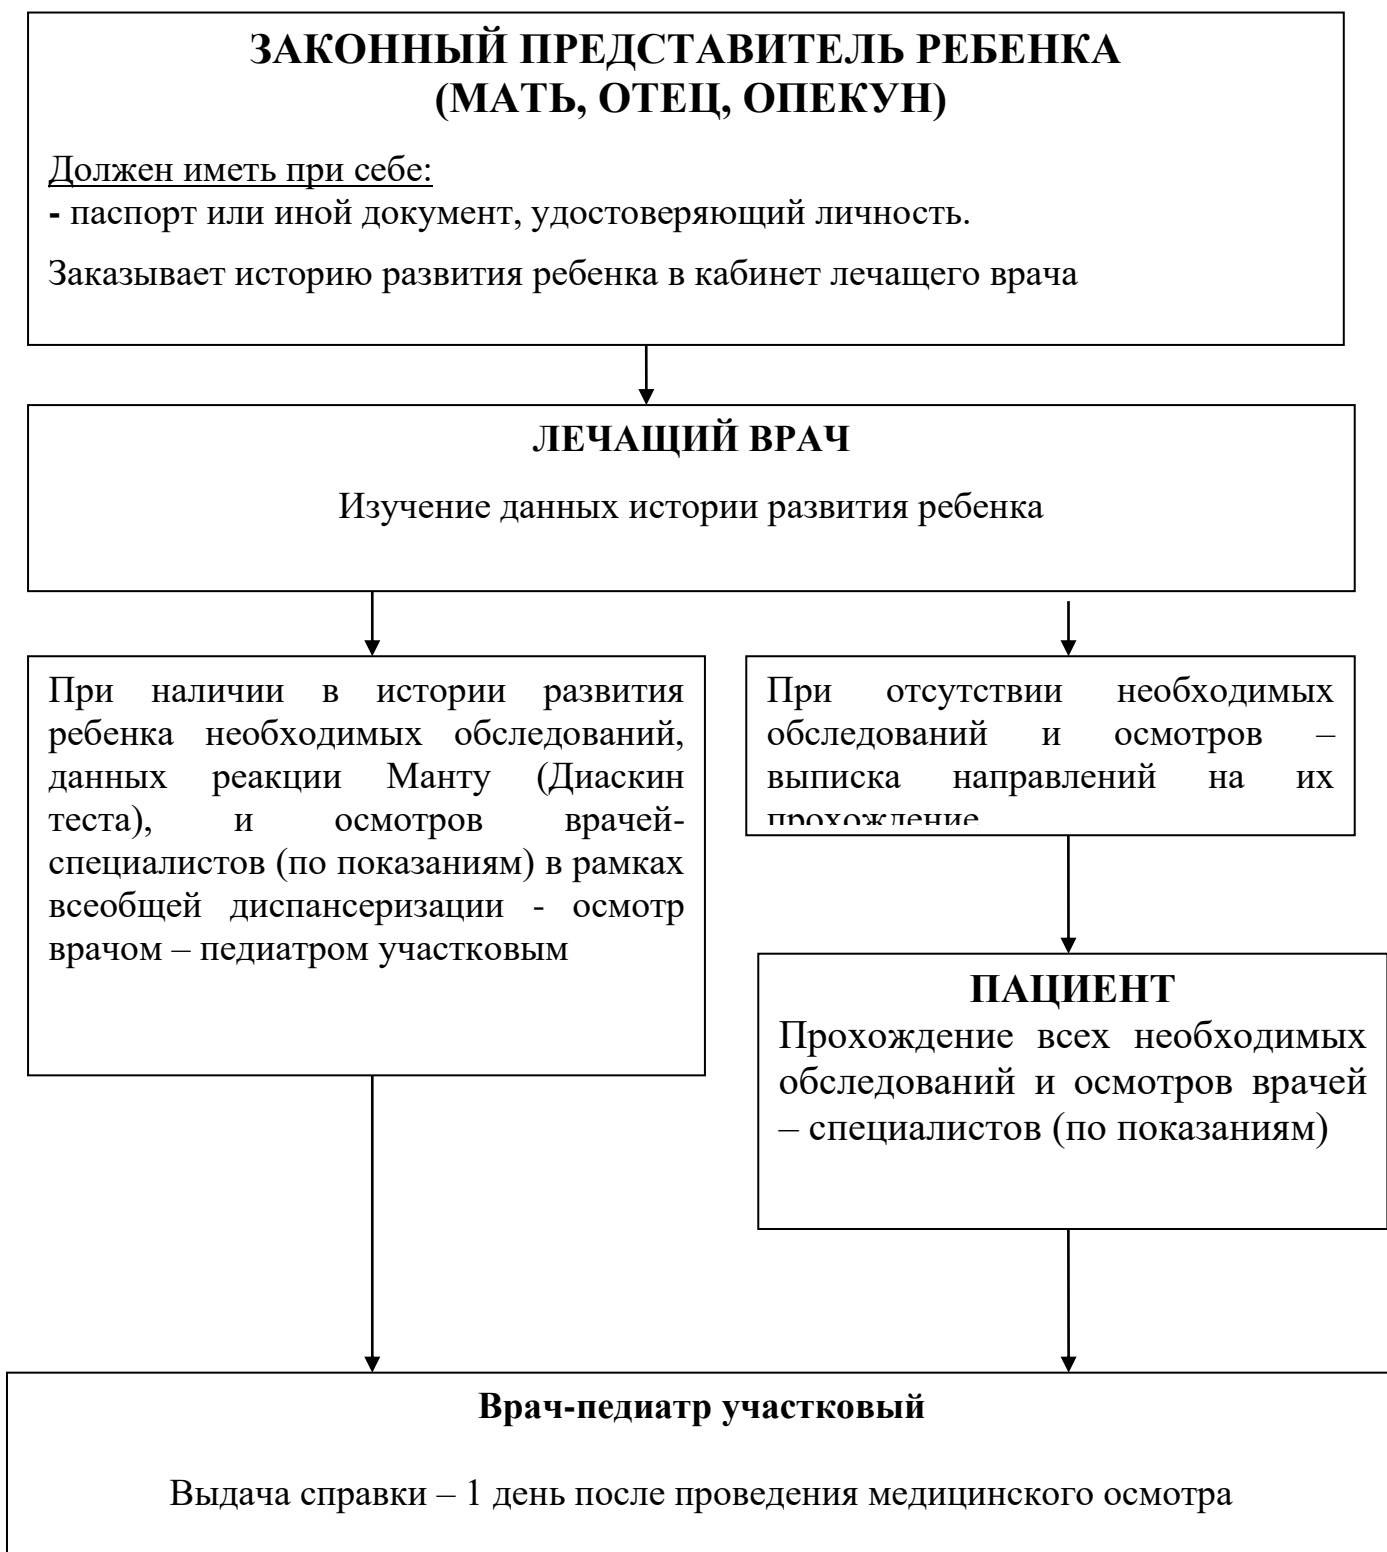 ЗАКОННЫЙ ПРЕДСТАВИТЕЛЬ РЕБЕНКА
(МАТЬ, ОТЕЦ, ОПЕКУН)
Должен иметь при себе:
- паспорт или иной документ, удостоверяющий личность.
Заказывает историю развития ребенка в кабинет лечащего врача
ЛЕЧАЩИЙ ВРАЧ
Изучение данных истории развития ребенка
При наличии в истории развития
ребенка необходимых обследований,
данных реакции Манту (Диаскин
теста), и осмотров врачей-
специалистов (по показаниям) в рамках
всеобщей диспансеризации - осмотр
врачом – педиатром участковым
При отсутствии необходимых
обследований и осмотров –
выписка направлений на их
прохождение
ПАЦИЕНТ
Прохождение всех необходимых
обследований и осмотров врачей
– специалистов (по показаниям)
Врач-педиатр участковый
Выдача справки – 1 день после проведения медицинского осмотра